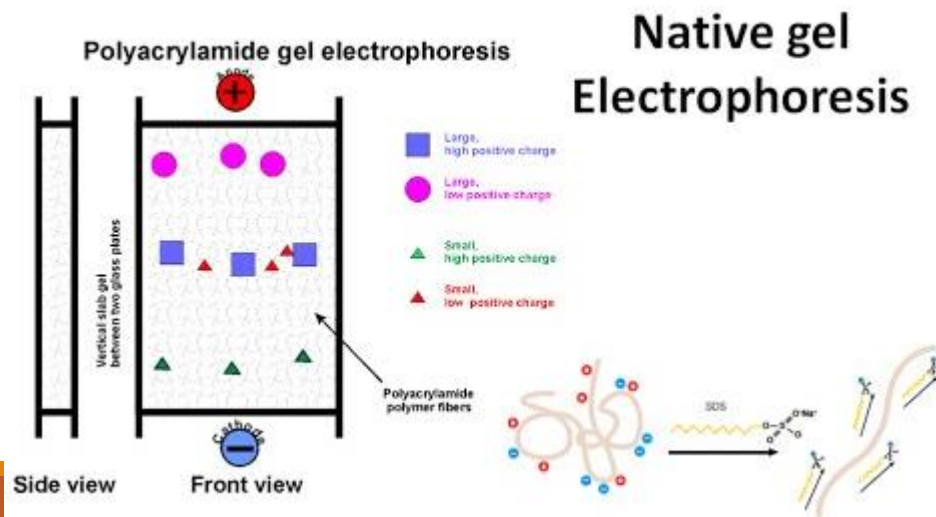 Native gel
Electrophoresis
Polyacrylamide gel electrophoresis
Anode
+
Large,
high positive charge
Large,
low positive charge
Small,
high positive charge
Small,
low positive charge
Vertical slab gel
between two glass plates
Polyacrylamide
polymer fibers
Cathode
−
Side view
Front view
SDS
O⁻Na⁺
S
O
O